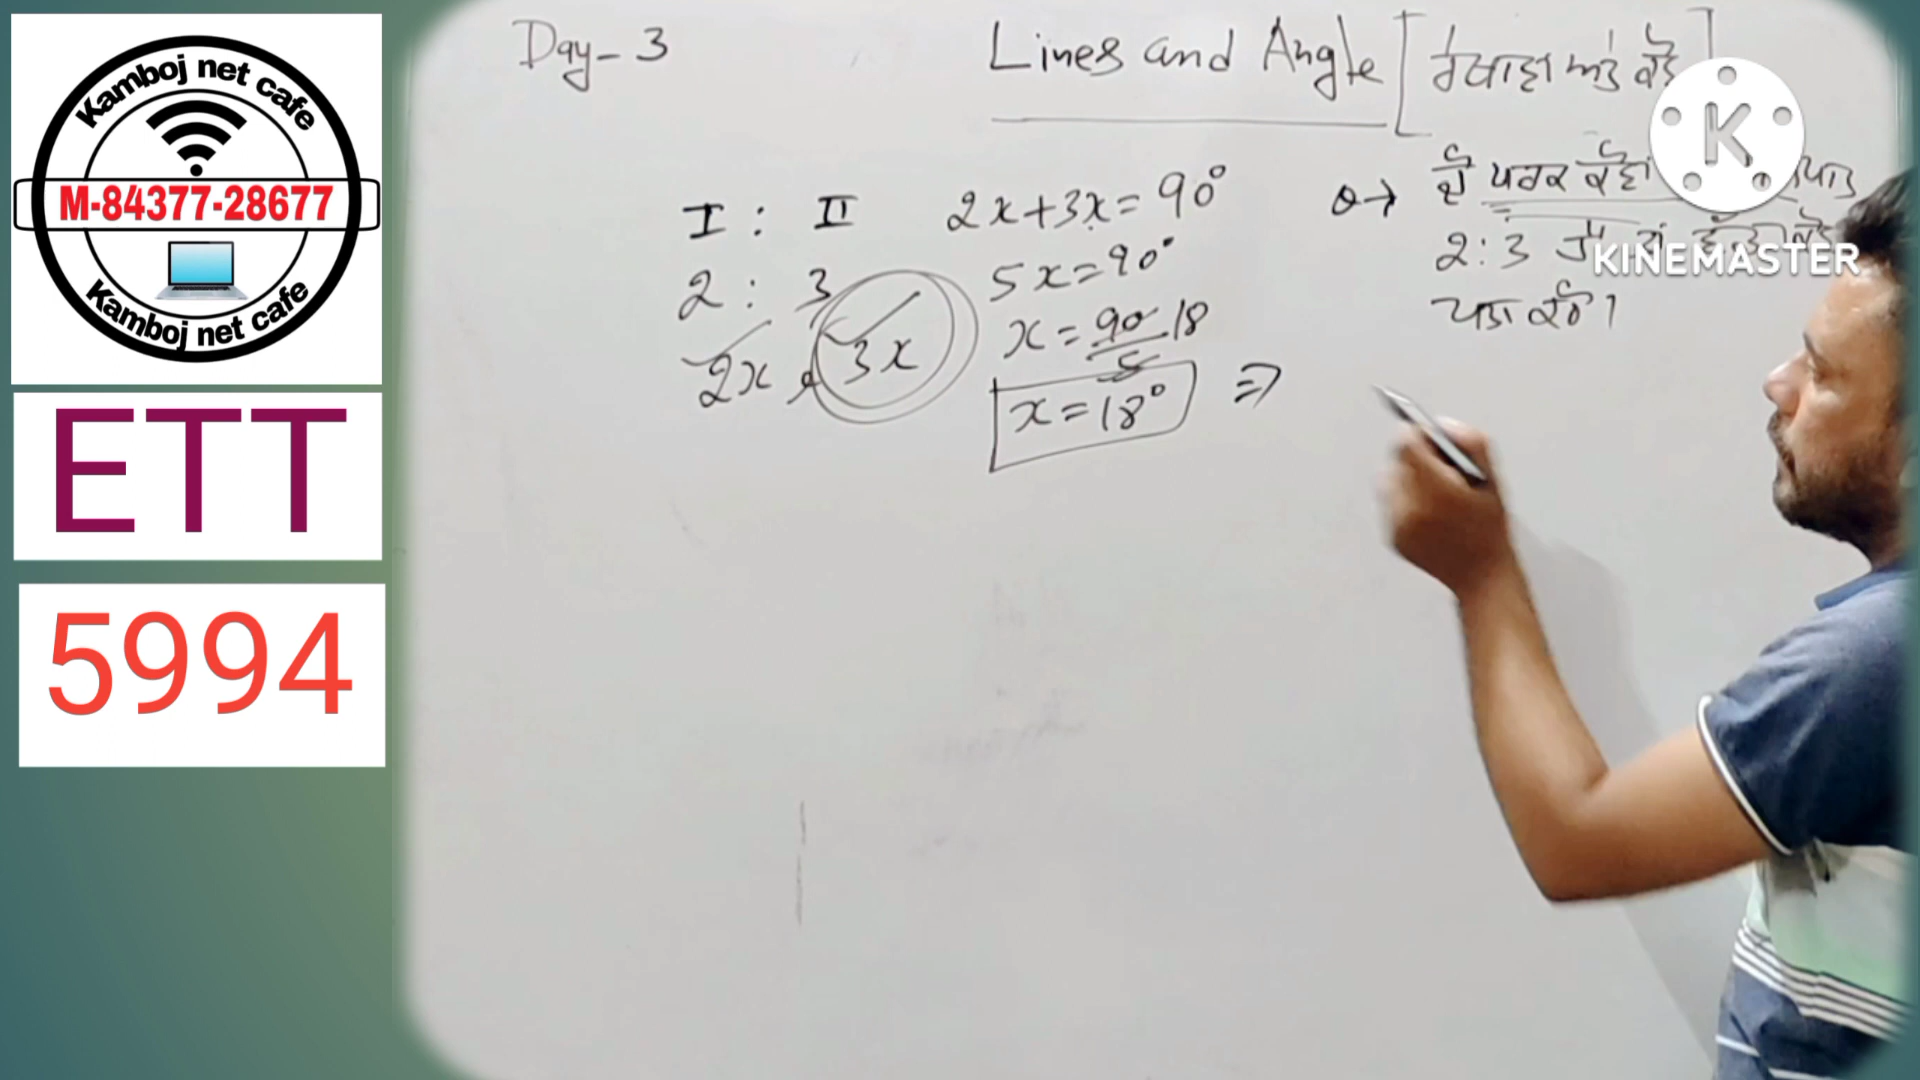 Kamboj net cafe
M-84377-28677
Kamboj net cafe
ETT
5994
Day-3
Lines and Angle [ਰੇਖਾਵਾਂ ਅਤੇ ਕੋਣ]
I : II
2 : 3
2x, 3x
2x+3x=90°
5x=90°
x=90/5 18
x=18° ⇒
Q→ ਦੋ ਪੂਰਕ ਕੋਣਾਂ
2:3 ਹੈ ਤਾਂ
ਪਤਾ ਕਰੋ।
K
KINEMASTER